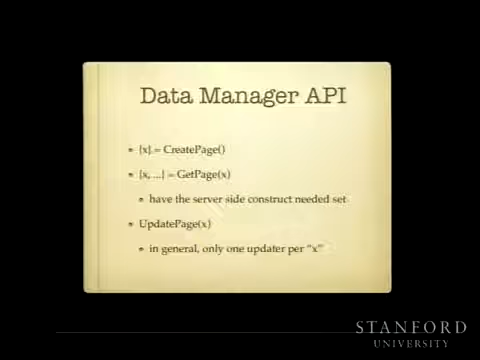 Data Manager API
{x} = CreatePage()
{x, ...} = GetPage(x)
have the server side construct needed set
UpdatePage(x)
in general, only one updater per "x"
STANFORD
UNIVERSITY